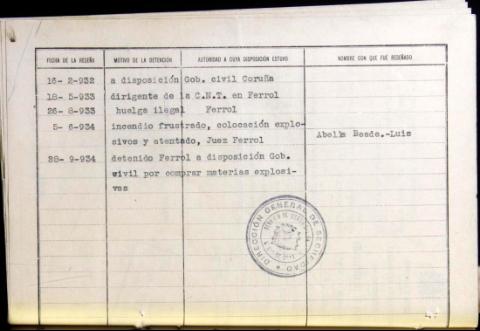 FECHA DE LA RESEÑA MOTIVO DE LA DETENCIÓN AUTORIDAD A CUYA DISPOSICIÓN ESTUVO NOMBRE CON QUE FUÉ RESEÑADO
16- 2-932 a disposición Gob. civil Coruña
18- 5-933 dirigente de la C.N.T. en Ferrol
26- 8-933 huelga ilegal Ferrol
5- 6-934 incendio frustrado, colocación explo-
sivos y atentado, Juez Ferrol Abella Beade.-Luis
28- 9-934 detenido Ferrol a disposición Gob.
civil por comprar materias explosi-
vas
DIRECCIÓN GENERAL DE SEGURIDAD